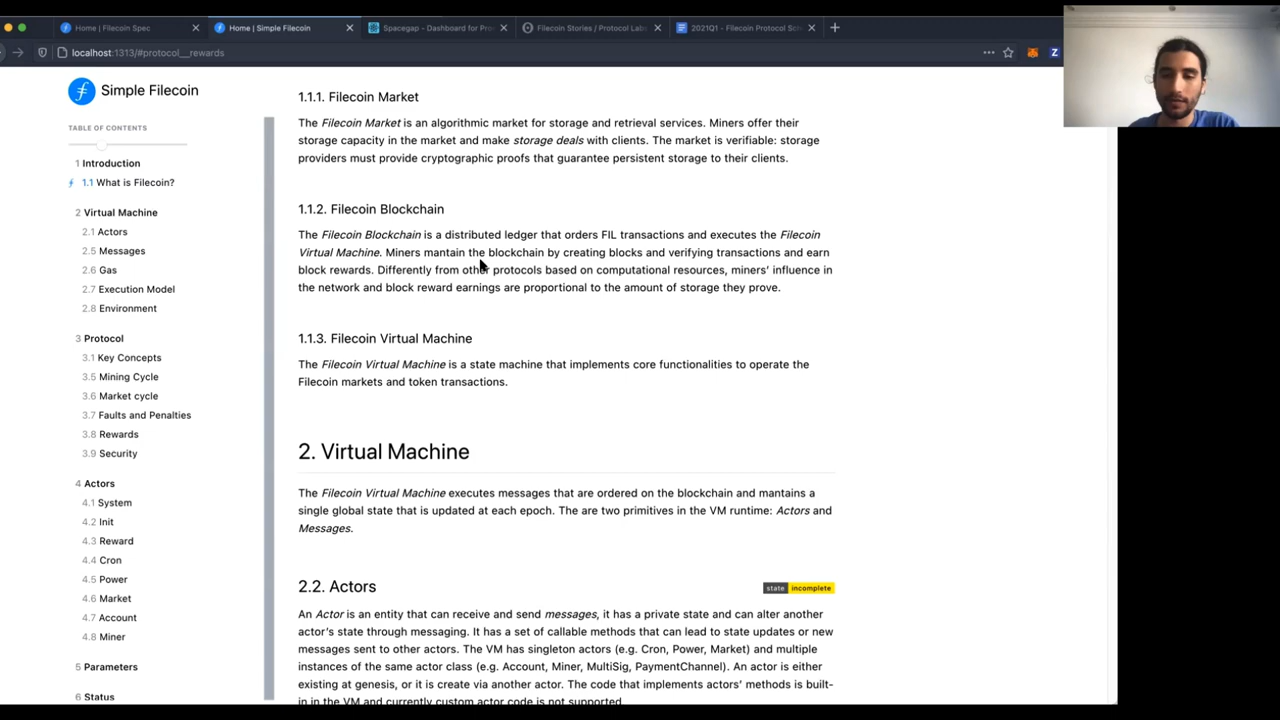 Home | Filecoin Spec
Home | Simple Filecoin
Spacegap - Dashboard for Pro
Filecoin Stories / Protocol Lab
2021Q1 - Filecoin Protocol Sch
localhost:1313/#protocol__rewards
Simple Filecoin
TABLE OF CONTENTS
1 Introduction
1.1 What is Filecoin?
2 Virtual Machine
2.1 Actors
2.5 Messages
2.6 Gas
2.7 Execution Model
2.8 Environment
3 Protocol
3.1 Key Concepts
3.5 Mining Cycle
3.6 Market cycle
3.7 Faults and Penalties
3.8 Rewards
3.9 Security
4 Actors
4.1 System
4.2 Init
4.3 Reward
4.4 Cron
4.5 Power
4.6 Market
4.7 Account
4.8 Miner
5 Parameters
6 Status
1.1.1. Filecoin Market
The Filecoin Market is an algorithmic market for storage and retrieval services. Miners offer their
storage capacity in the market and make storage deals with clients. The market is verifiable: storage
providers must provide cryptographic proofs that guarantee persistent storage to their clients.
1.1.2. Filecoin Blockchain
The Filecoin Blockchain is a distributed ledger that orders FIL transactions and executes the Filecoin
Virtual Machine. Miners mantain the blockchain by creating blocks and verifying transactions and earn
block rewards. Differently from other protocols based on computational resources, miners' influence in
the network and block reward earnings are proportional to the amount of storage they prove.
1.1.3. Filecoin Virtual Machine
The Filecoin Virtual Machine is a state machine that implements core functionalities to operate the
Filecoin markets and token transactions.
2. Virtual Machine
The Filecoin Virtual Machine executes messages that are ordered on the blockchain and mantains a
single global state that is updated at each epoch. The are two primitives in the VM runtime: Actors and
Messages.
2.2. Actors
state incomplete
An Actor is an entity that can receive and send messages, it has a private state and can alter another
actor's state through messaging. It has a set of callable methods that can lead to state updates or new
messages sent to other actors. The VM has singleton actors (e.g. Cron, Power, Market) and multiple
instances of the same actor class (e.g. Account, Miner, MultiSig, PaymentChannel). An actor is either
existing at genesis, or it is create via another actor. The code that implements actors' methods is built-
in in the VM and currently custom actor code is not supported